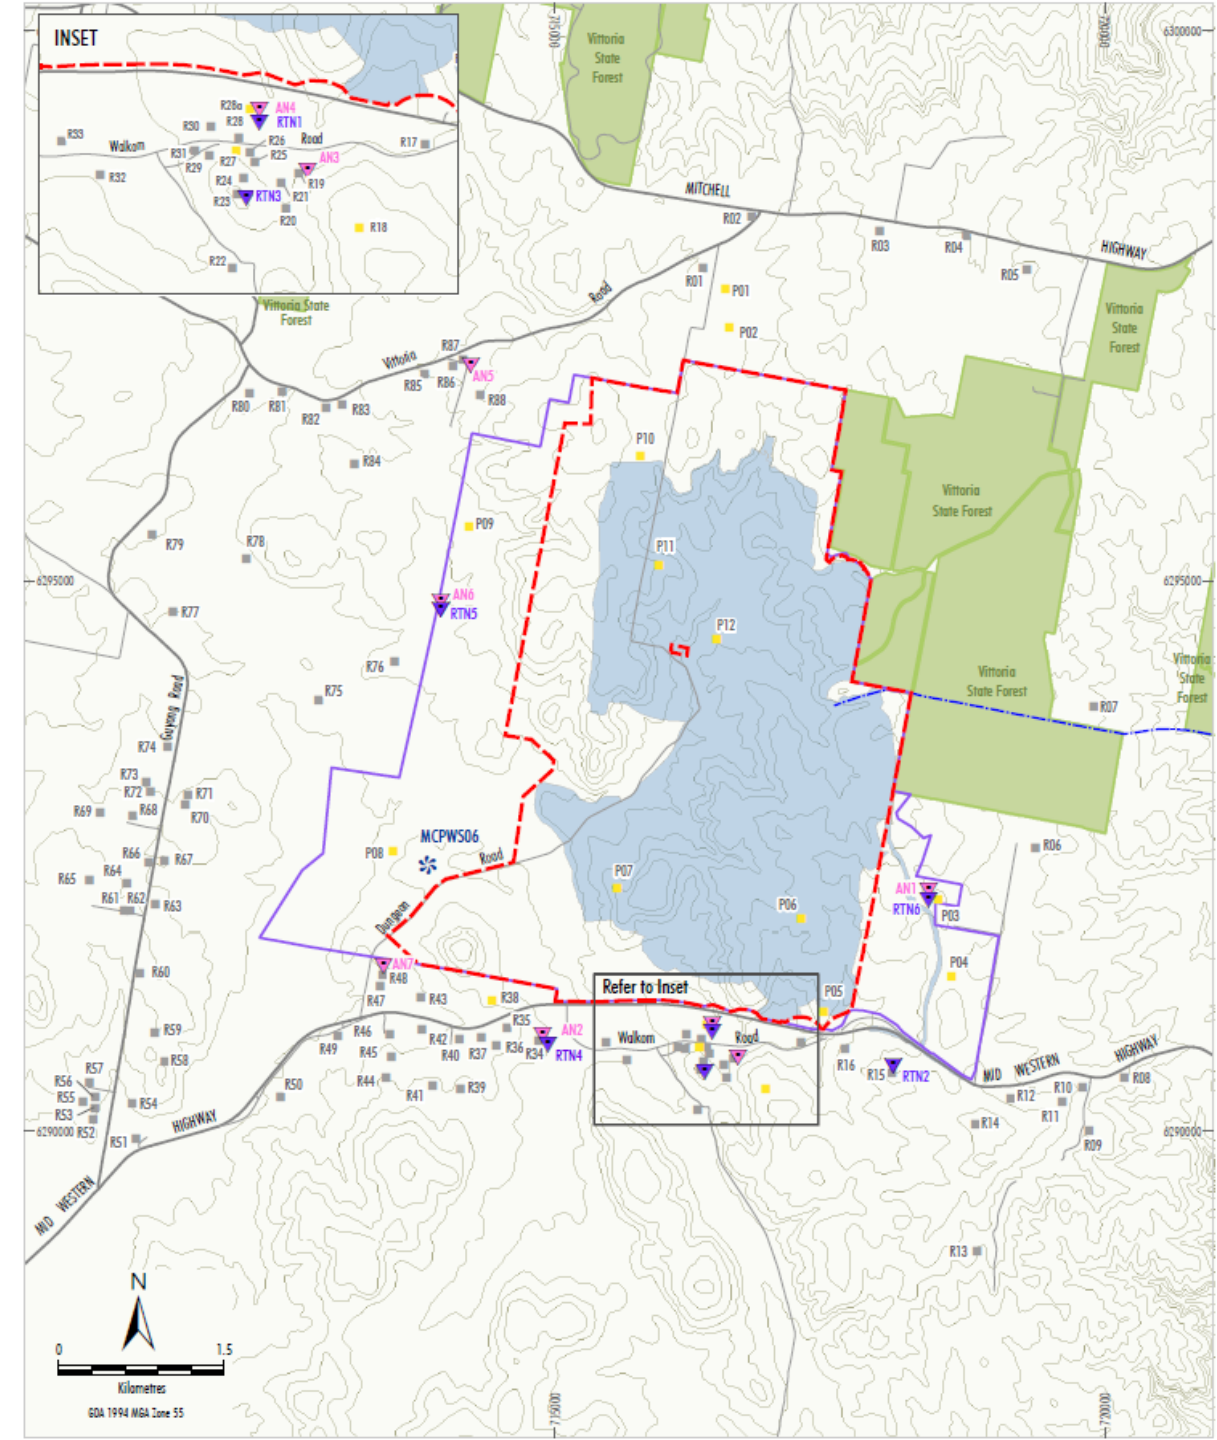 INSET
R28a
AN4
R30
R28
RTN1
R33
Walkom
R26
Road
R17
R31
R27
R25
AN3
R29
R32
R24
R19
R23
RTN3
R21
R20
R18
R22
715000
720000
6300000
Vittoria
State
Forest
MITCHELL
R02
R03
R04
HIGHWAY
R05
R01
P01
Road
Vittoria State
Forest
Vittoria
State
Forest
P02
R87
Vittoria
R85
R86
AN5
R80
R81
R82
R83
R88
P10
R84
Vittoria
State Forest
P09
R79
R78
P11
6295000
6295000
AN6
RTN5
R77
P12
R76
Vittoria
State
Forest
Vittoria
State Forest
R75
R07
Guyong Road
R74
R73
R72
R71
R69
R68
R70
MCPWS06
R66
R67
P08
Road
R06
R65
R64
P07
AN1
R61
R62
R63
Dungeon
P06
RTN6
P03
AN7
R60
R48
P04
R47
R43
R38
Refer to Inset
P05
R59
R46
R35
AN2
R49
R42
R40
R37
R36
R34
RTN4
Walkom
Road
R58
R45
R16
R15
RTN2
MID WESTERN
HIGHWAY
R57
R56
R55
R53
R52
R54
R50
R44
R41
R39
R12
R10
R08
R11
HIGHWAY
R14
6290000
R51
6290000
R09
MID WESTERN
R13
N
0
1.5
Kilometres
GDA 1994 MGA Zone 55
715000
720000